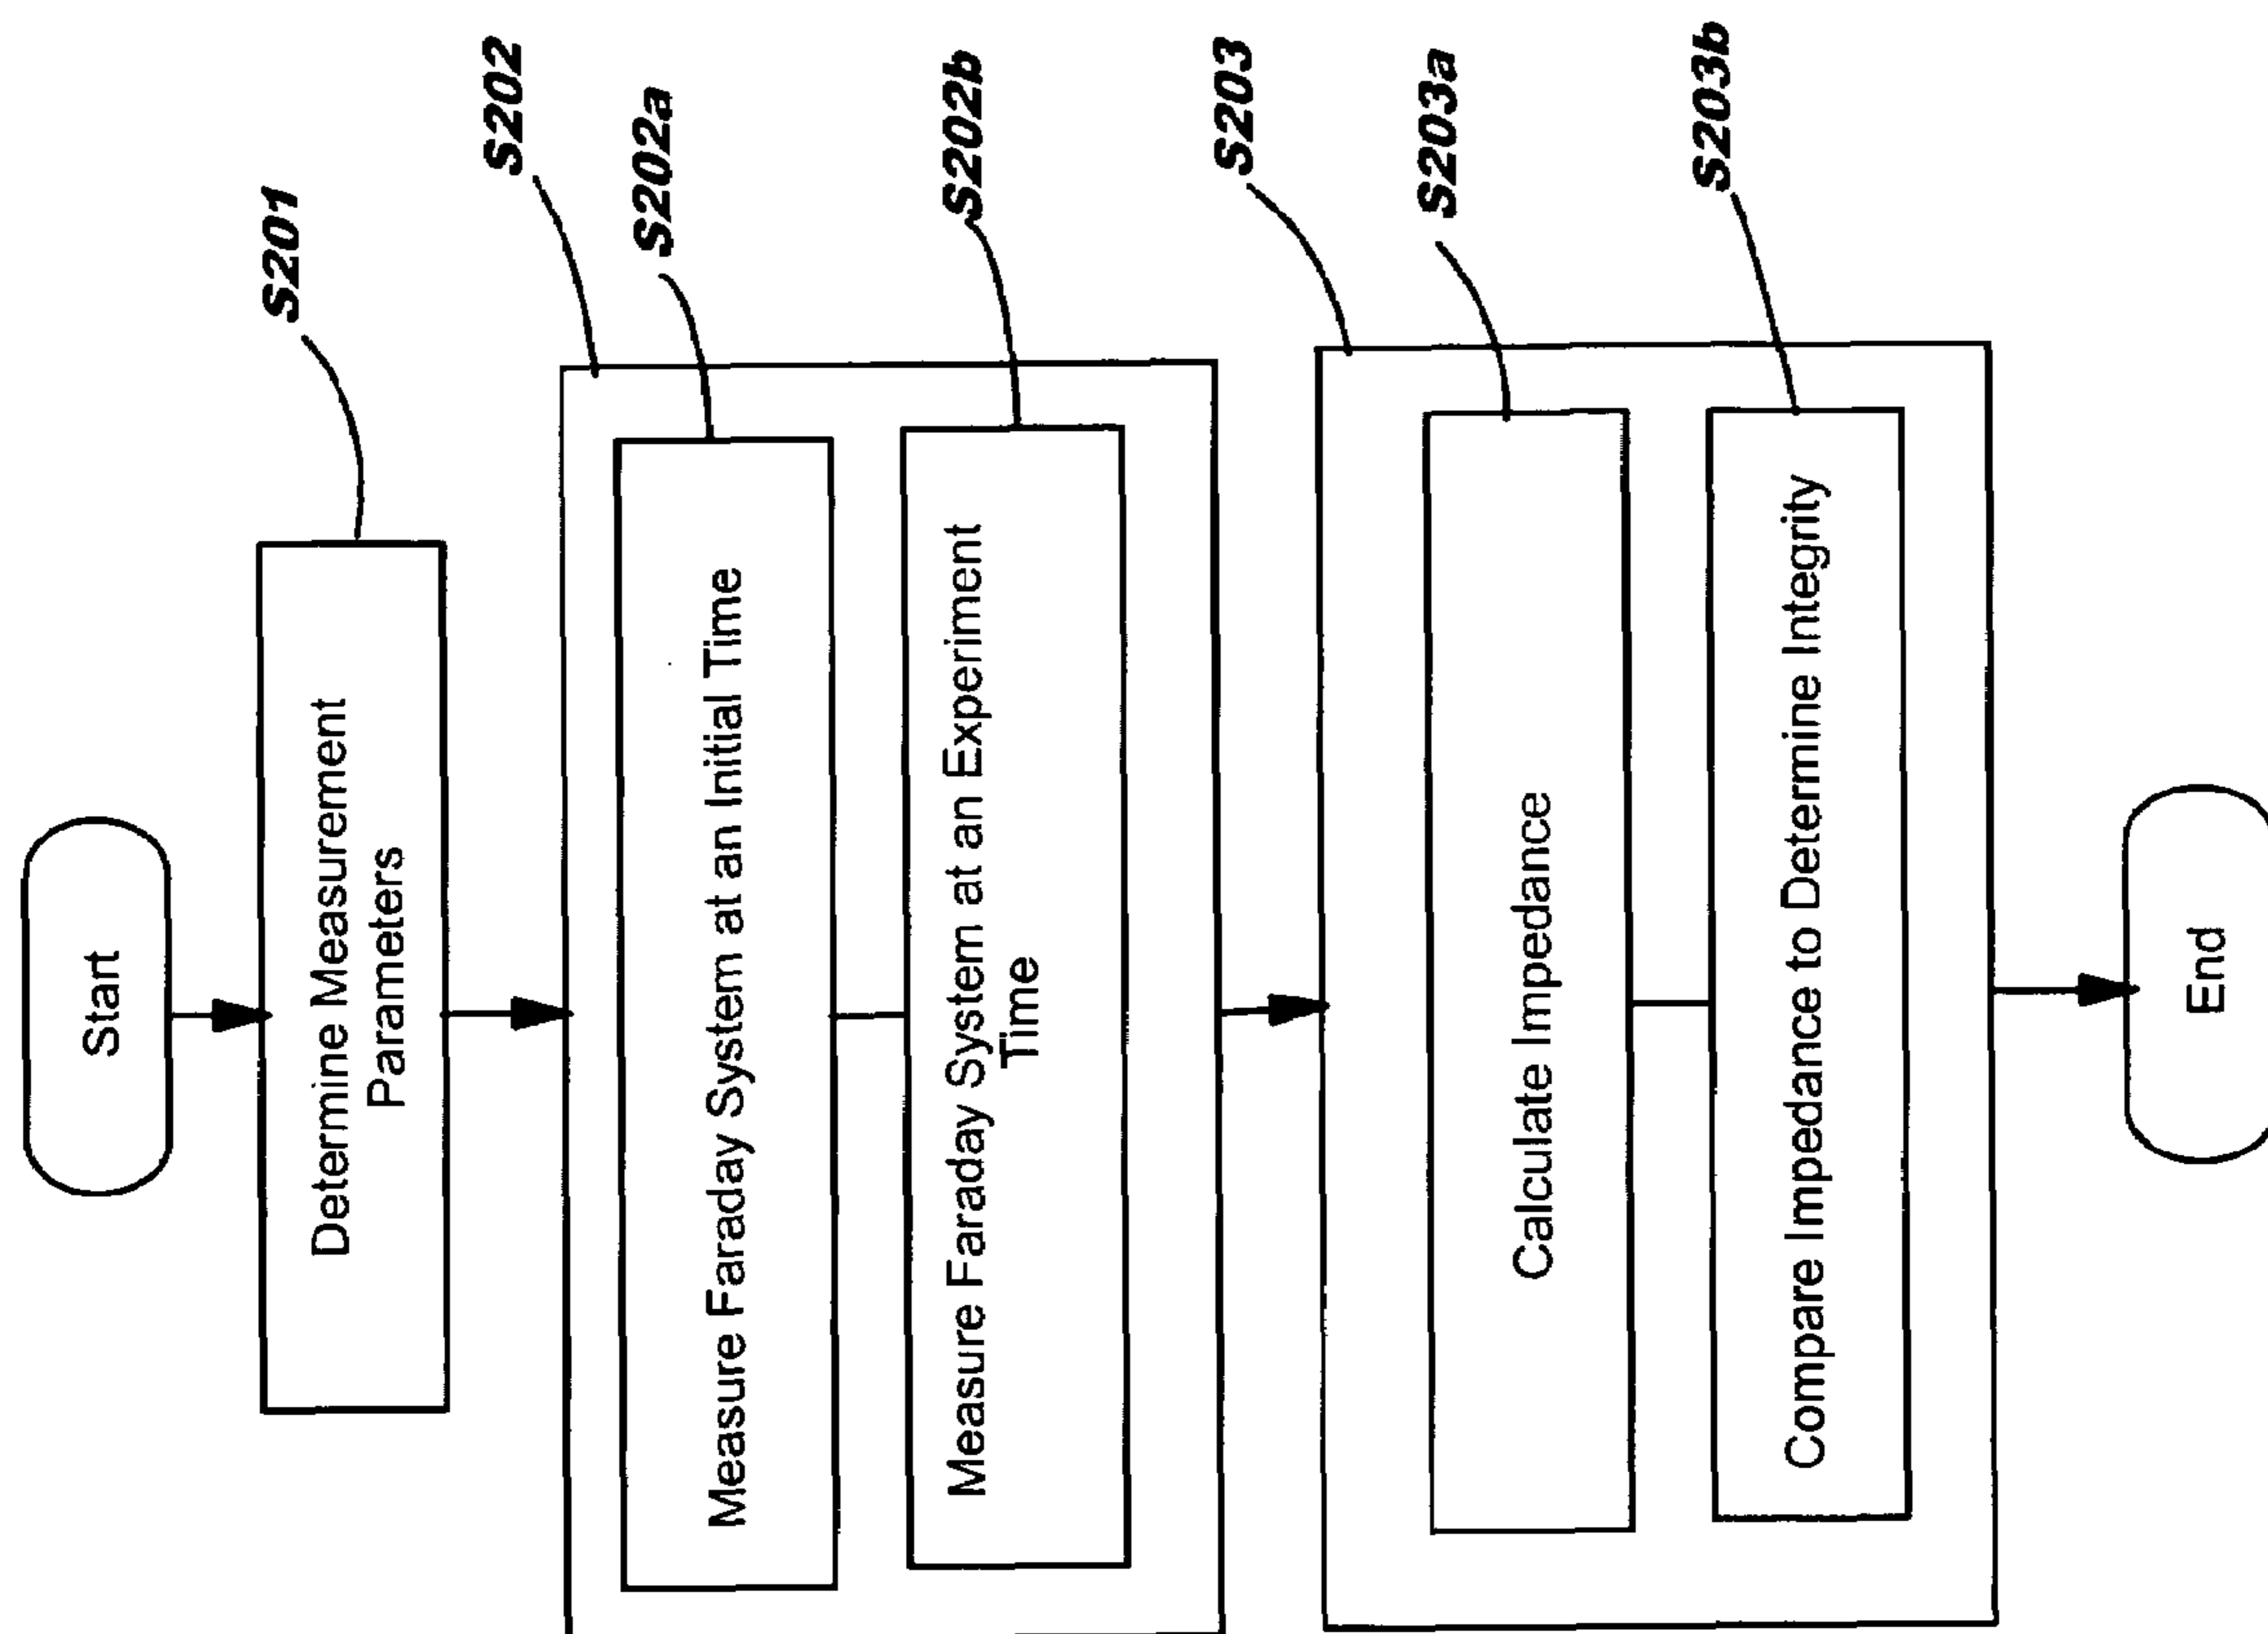 Start
Determine Measurement
Parameters
S201
S202
Measure Faraday System at an Initial Time
S202a
Measure Faraday System at an Experiment
Time
S202b
S203
Calculate Impedance
S203a
Compare Impedance to Determine Integrity
S203b
End